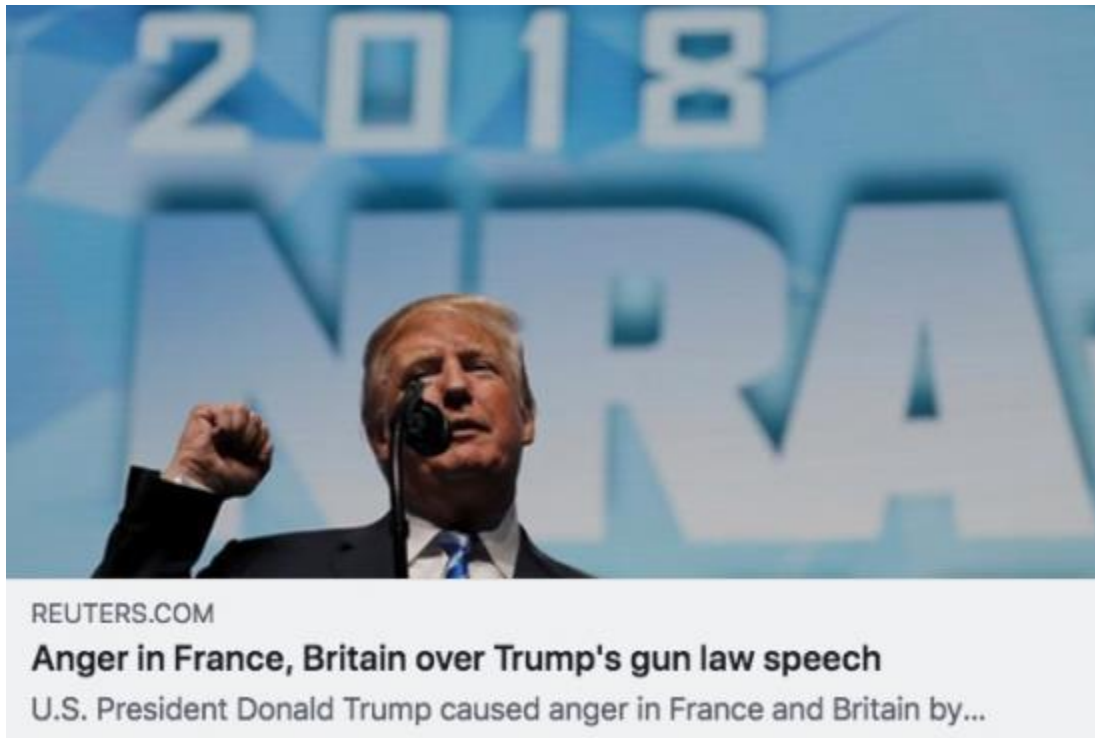 2018
NRA
REUTERS.COM
Anger in France, Britain over Trump's gun law speech
U.S. President Donald Trump caused anger in France and Britain by...